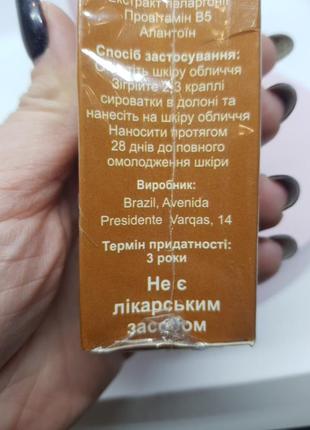 Екстракт пеларгонії
Провітамін B5
Алантоїн
Спосіб застосування:
шкіру обличчя
Зігрійте 2-3 краплі
сироватки в долоні та
нанесіть на шкіру обличчя
Наносити протягом
28 днів до повного
омолодження шкіри
Виробник:
Brazil, Avenida
Presidente Varqas, 14
Термін придатності:
3 роки
Не є
лікарським
засобом